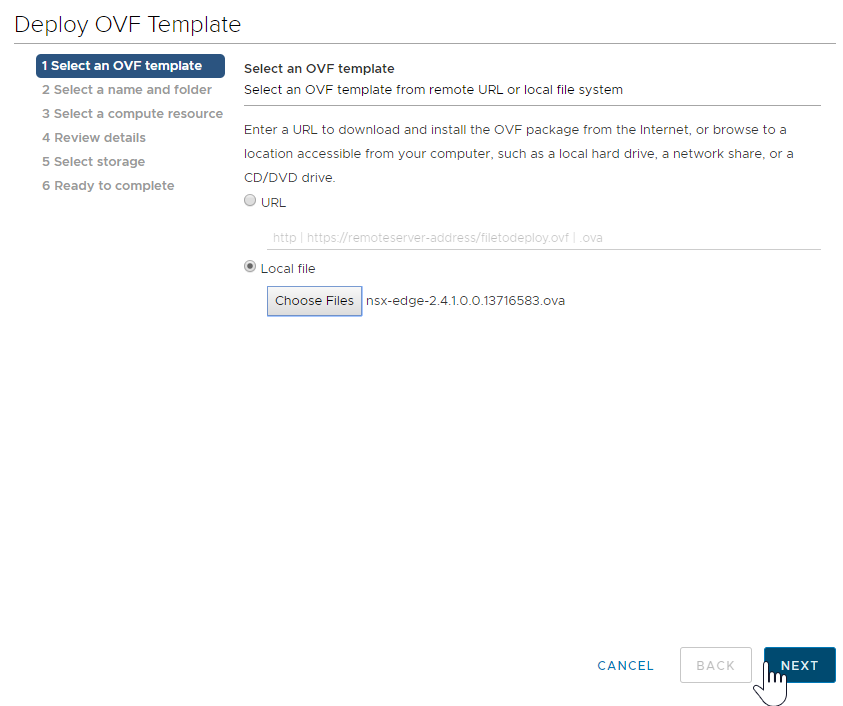 Deploy OVF Template
1 Select an OVF template
2 Select a name and folder
3 Select a compute resource
4 Review details
5 Select storage
6 Ready to complete
Select an OVF template
Select an OVF template from remote URL or local file system
Enter a URL to download and install the OVF package from the Internet, or browse to a
location accessible from your computer, such as a local hard drive, a network share, or a
CD/DVD drive.
URL
http | https://remoteserver-address/filetodeploy.ovf | .ova
Local file
Choose Files nsx-edge-2.4.1.0.0.13716583.ova
CANCEL BACK NEXT